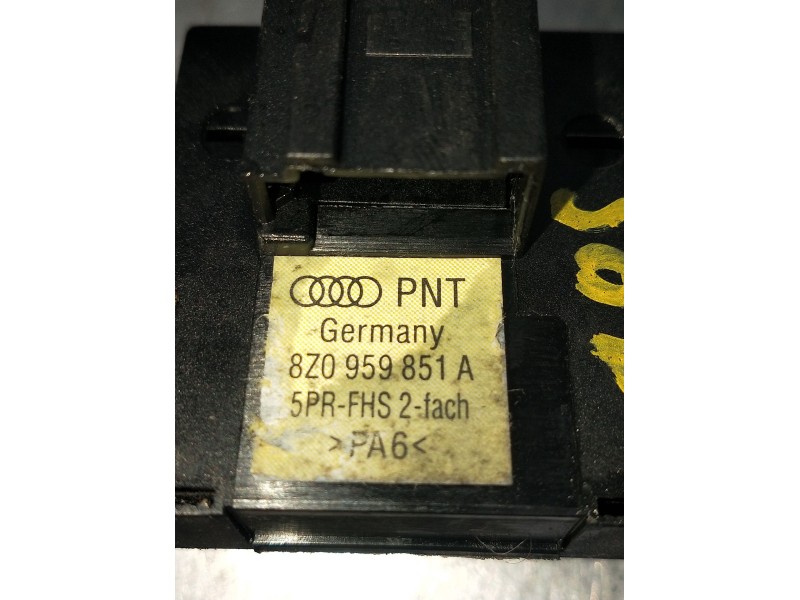 PNT
Germany
8Z0 959 851 A
5PR-FHS 2-fach
>PA6<